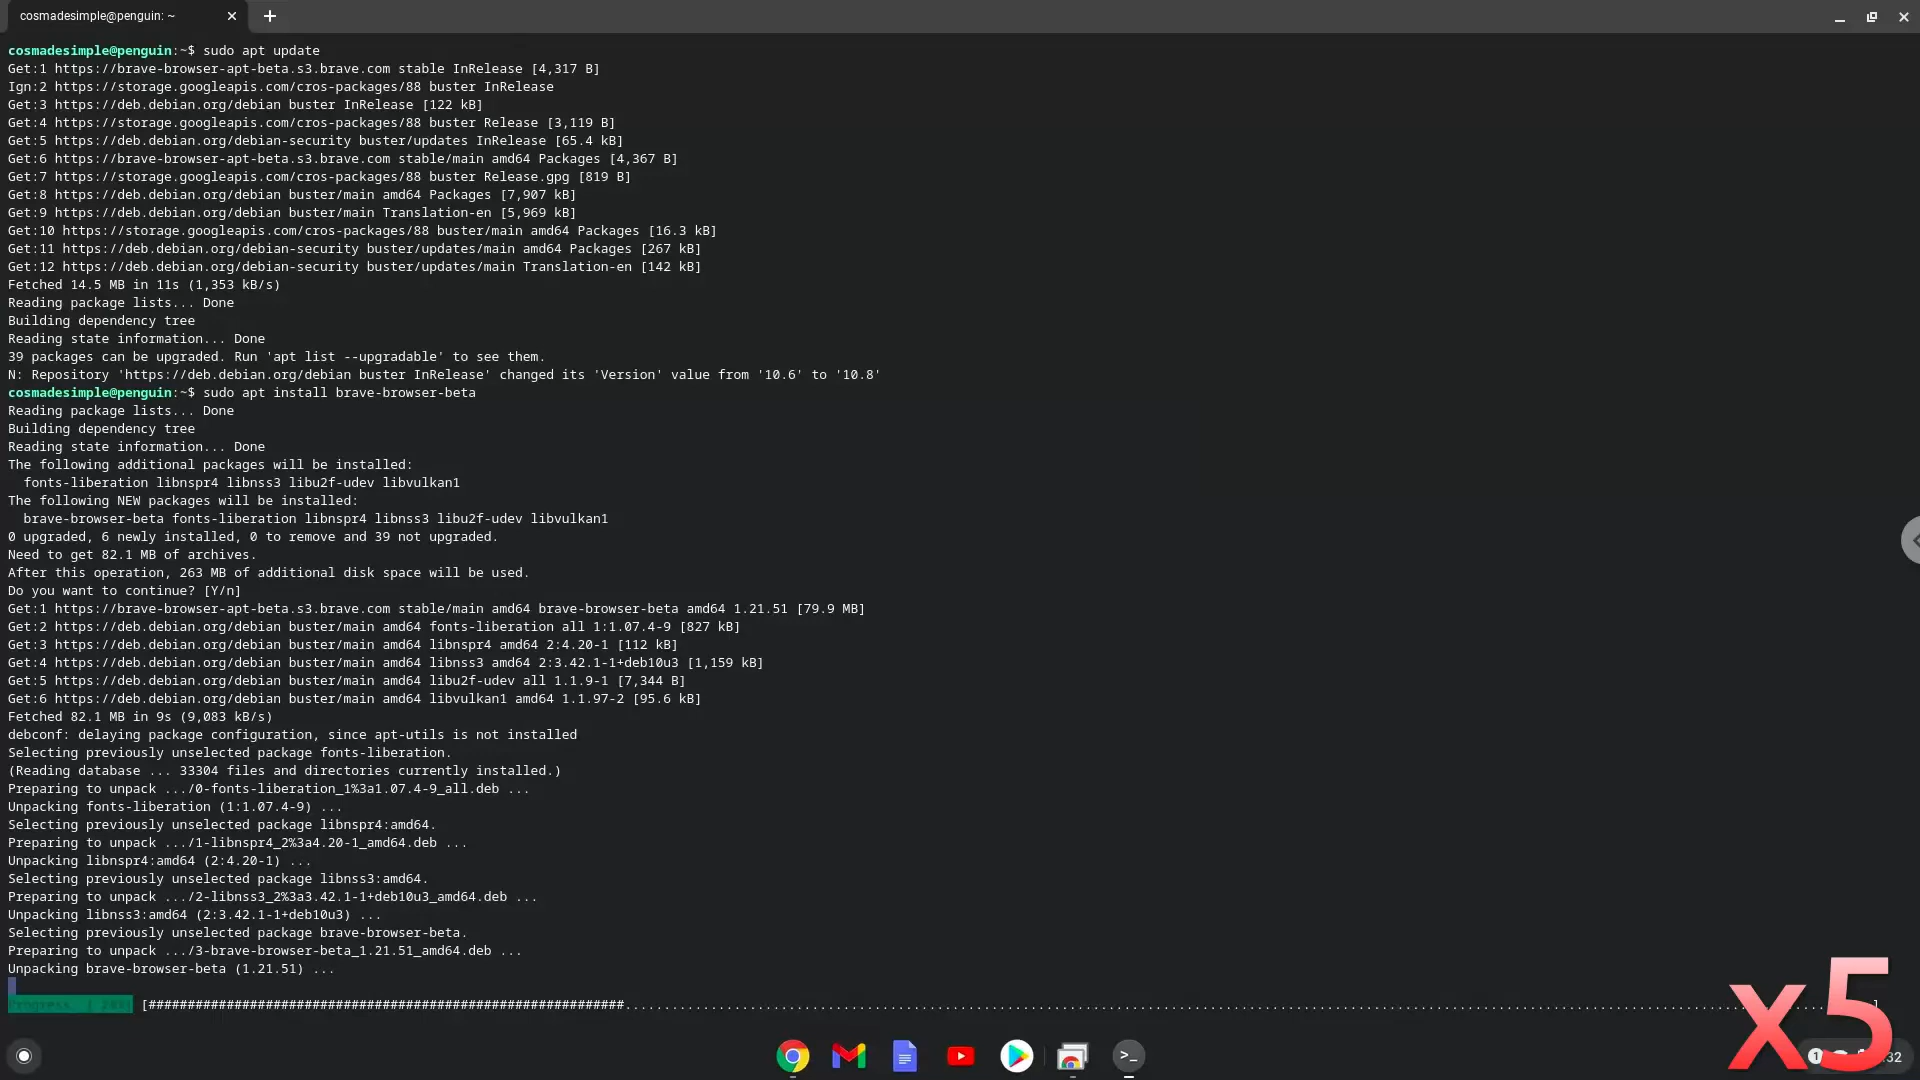 cosmadesimple@penguin: ~
cosmadesimple@penguin:~$ sudo apt update
Get:1 https://brave-browser-apt-beta.s3.brave.com stable InRelease [4,317 B]
Ign:2 https://storage.googleapis.com/cros-packages/88 buster InRelease
Get:3 https://deb.debian.org/debian buster InRelease [122 kB]
Get:4 https://storage.googleapis.com/cros-packages/88 buster Release [3,119 B]
Get:5 https://deb.debian.org/debian-security buster/updates InRelease [65.4 kB]
Get:6 https://brave-browser-apt-beta.s3.brave.com stable/main amd64 Packages [4,367 B]
Get:7 https://storage.googleapis.com/cros-packages/88 buster Release.gpg [819 B]
Get:8 https://deb.debian.org/debian buster/main amd64 Packages [7,907 kB]
Get:9 https://deb.debian.org/debian buster/main Translation-en [5,969 kB]
Get:10 https://storage.googleapis.com/cros-packages/88 buster/main amd64 Packages [16.3 kB]
Get:11 https://deb.debian.org/debian-security buster/updates/main amd64 Packages [267 kB]
Get:12 https://deb.debian.org/debian-security buster/updates/main Translation-en [142 kB]
Fetched 14.5 MB in 11s (1,353 kB/s)
Reading package lists... Done
Building dependency tree
Reading state information... Done
39 packages can be upgraded. Run 'apt list --upgradable' to see them.
N: Repository 'https://deb.debian.org/debian buster InRelease' changed its 'Version' value from '10.6' to '10.8'
cosmadesimple@penguin:~$ sudo apt install brave-browser-beta
Reading package lists... Done
Building dependency tree
Reading state information... Done
The following additional packages will be installed:
  fonts-liberation libnspr4 libnss3 libu2f-udev libvulkan1
The following NEW packages will be installed:
  brave-browser-beta fonts-liberation libnspr4 libnss3 libu2f-udev libvulkan1
0 upgraded, 6 newly installed, 0 to remove and 39 not upgraded.
Need to get 82.1 MB of archives.
After this operation, 263 MB of additional disk space will be used.
Do you want to continue? [Y/n]
Get:1 https://brave-browser-apt-beta.s3.brave.com stable/main amd64 brave-browser-beta amd64 1.21.51 [79.9 MB]
Get:2 https://deb.debian.org/debian buster/main amd64 fonts-liberation all 1:1.07.4-9 [827 kB]
Get:3 https://deb.debian.org/debian buster/main amd64 libnspr4 amd64 2:4.20-1 [112 kB]
Get:4 https://deb.debian.org/debian buster/main amd64 libnss3 amd64 2:3.42.1-1+deb10u3 [1,159 kB]
Get:5 https://deb.debian.org/debian buster/main amd64 libu2f-udev all 1.1.9-1 [7,344 B]
Get:6 https://deb.debian.org/debian buster/main amd64 libvulkan1 amd64 1.1.97-2 [95.6 kB]
Fetched 82.1 MB in 9s (9,083 kB/s)
debconf: delaying package configuration, since apt-utils is not installed
Selecting previously unselected package fonts-liberation.
(Reading database ... 33304 files and directories currently installed.)
Preparing to unpack .../0-fonts-liberation_1%3a1.07.4-9_all.deb ...
Unpacking fonts-liberation (1:1.07.4-9) ...
Selecting previously unselected package libnspr4:amd64.
Preparing to unpack .../1-libnspr4_2%3a4.20-1_amd64.deb ...
Unpacking libnspr4:amd64 (2:4.20-1) ...
Selecting previously unselected package libnss3:amd64.
Preparing to unpack .../2-libnss3_2%3a3.42.1-1+deb10u3_amd64.deb ...
Unpacking libnss3:amd64 (2:3.42.1-1+deb10u3) ...
Selecting previously unselected package brave-browser-beta.
Preparing to unpack .../3-brave-browser-beta_1.21.51_amd64.deb ...
Unpacking brave-browser-beta (1.21.51) ...
x5
1